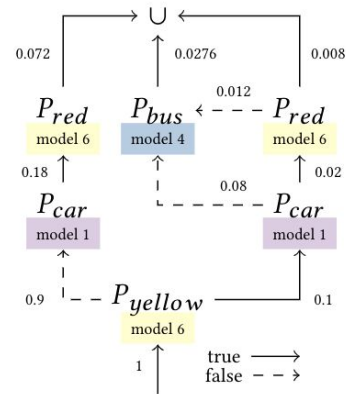 ∪
0.072 0.0276 0.008
0.012
P_red P_bus P_red
model 6 model 4 model 6
0.18 0.08 0.02
P_car P_car
model 1 model 1
0.9 P_yellow 0.1
model 6
1
true
false